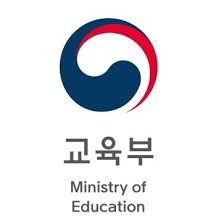 교육부
Ministry of
Education